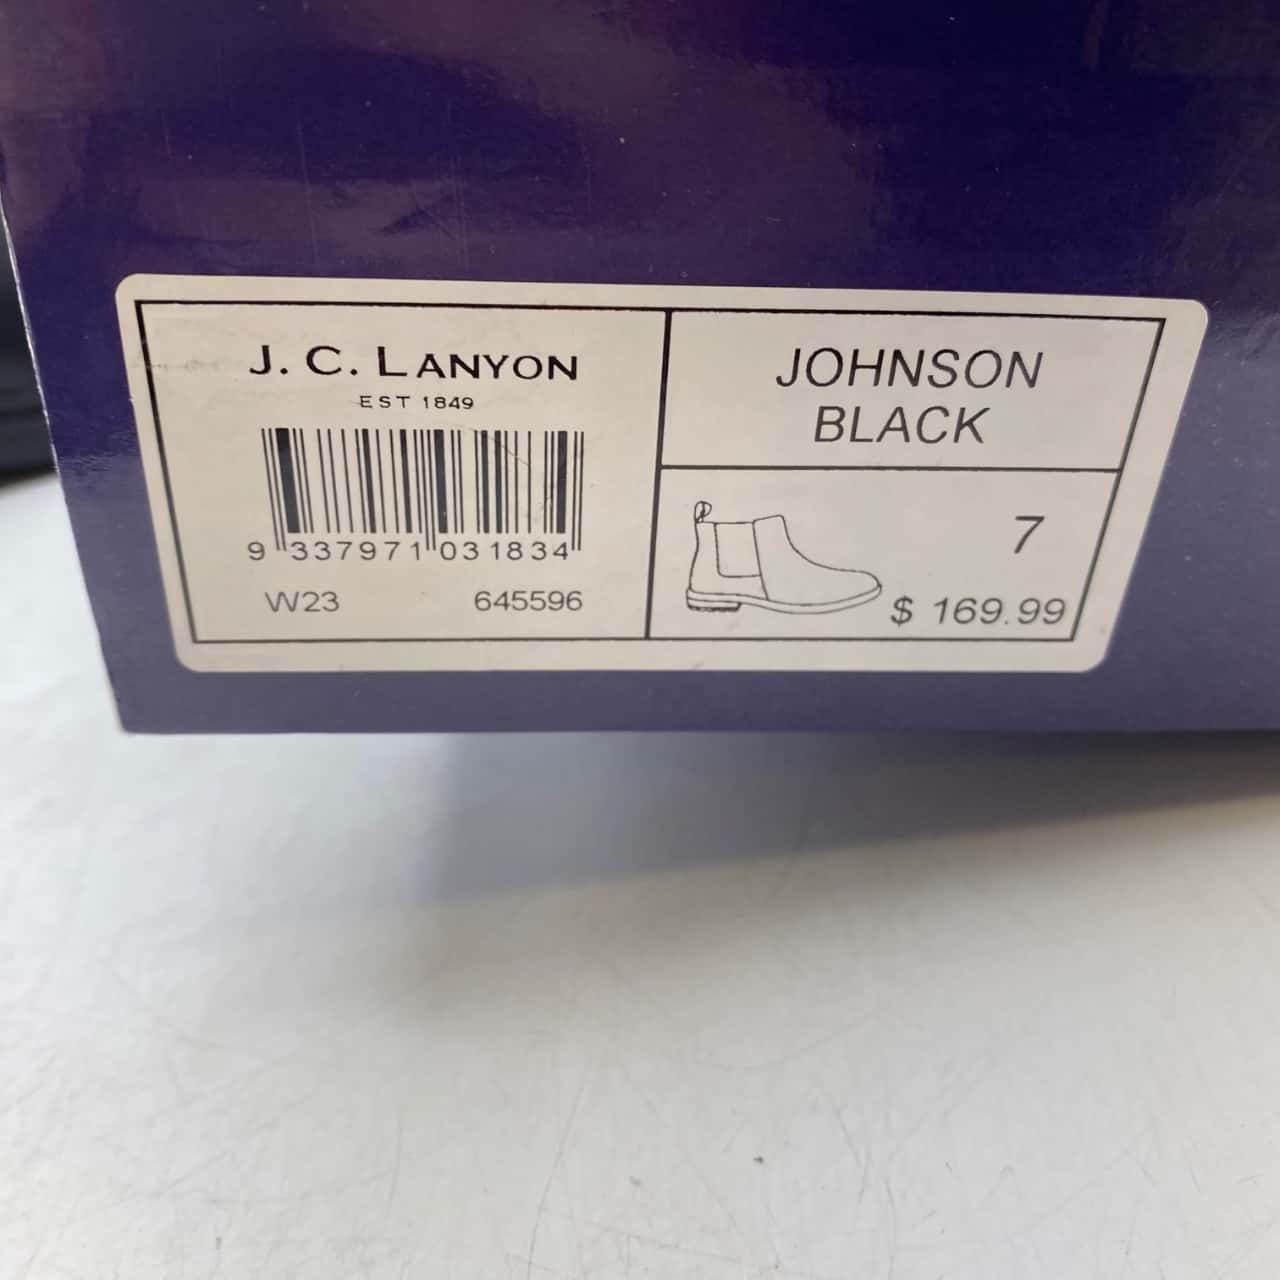 J. C. LANYON
EST 1849
9 337971 031834
W23 645596
JOHNSON
BLACK
7
$ 169.99